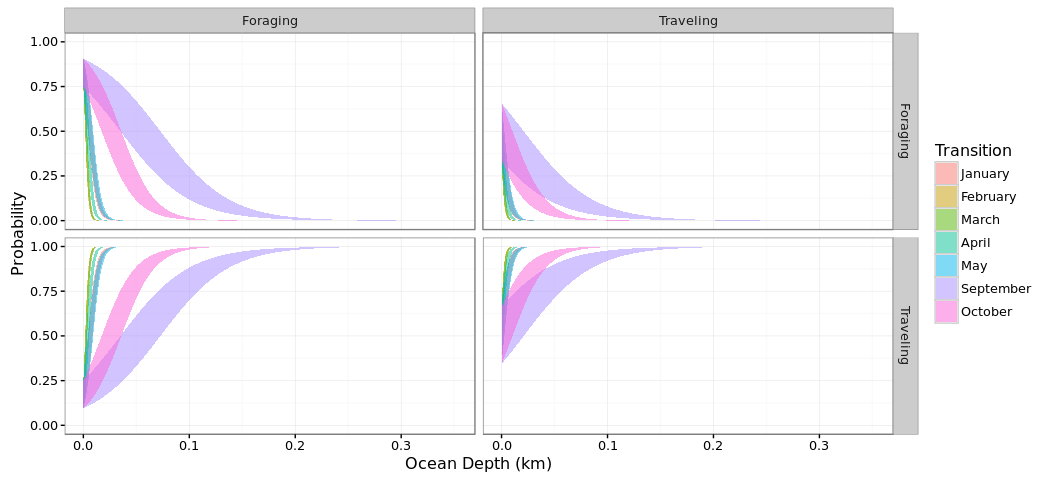 Foraging
Traveling
1.00
0.75
0.50
0.25
0.00
Foraging
1.00
0.75
0.50
0.25
0.00
Traveling
Probability
0.0
0.1
0.2
0.3
0.0
0.1
0.2
0.3
Ocean Depth (km)
Transition
January
February
March
April
May
September
October